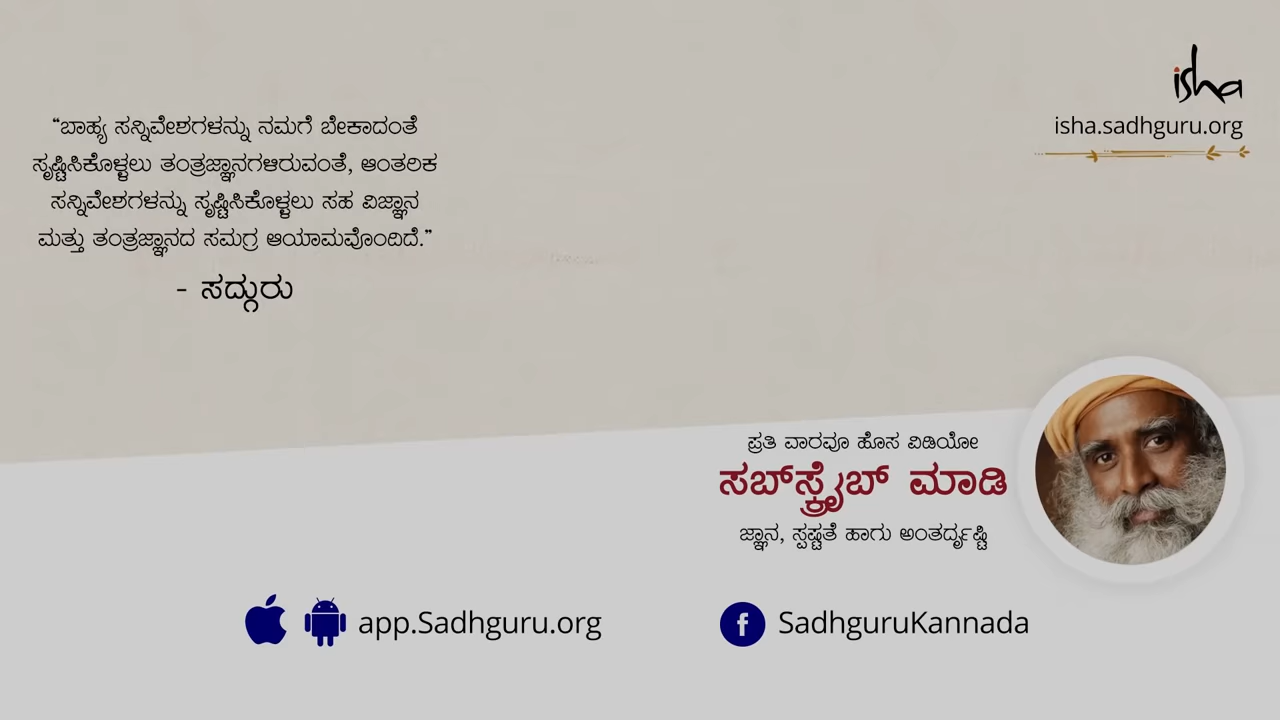 isha
isha.sadhguru.org
“ಬಾಹ್ಯ ಸನ್ನಿವೇಶಗಳನ್ನು ನಮಗೆ ಬೇಕಾದಂತೆ
ಸೃಷ್ಟಿಸಿಕೊಳ್ಳಲು ತಂತ್ರಜ್ಞಾನಗಳಿರುವಂತೆ, ಆಂತರಿಕ
ಸನ್ನಿವೇಶಗಳನ್ನು ಸೃಷ್ಟಿಸಿಕೊಳ್ಳಲು ಸಹ ವಿಜ್ಞಾನ
ಮತ್ತು ತಂತ್ರಜ್ಞಾನದ ಸಮಗ್ರ ಆಯಾಮವೊಂದಿದೆ.”
- ಸದ್ಗುರು
ಪ್ರತಿ ವಾರವೂ ಹೊಸ ವಿಡಿಯೋ
ಸಬ್‌ಸ್ಕ್ರೈಬ್ ಮಾಡಿ
ಜ್ಞಾನ, ಸ್ಪಷ್ಟತೆ ಹಾಗು ಅಂತರ್ದೃಷ್ಟಿ
app.Sadhguru.org
SadhguruKannada